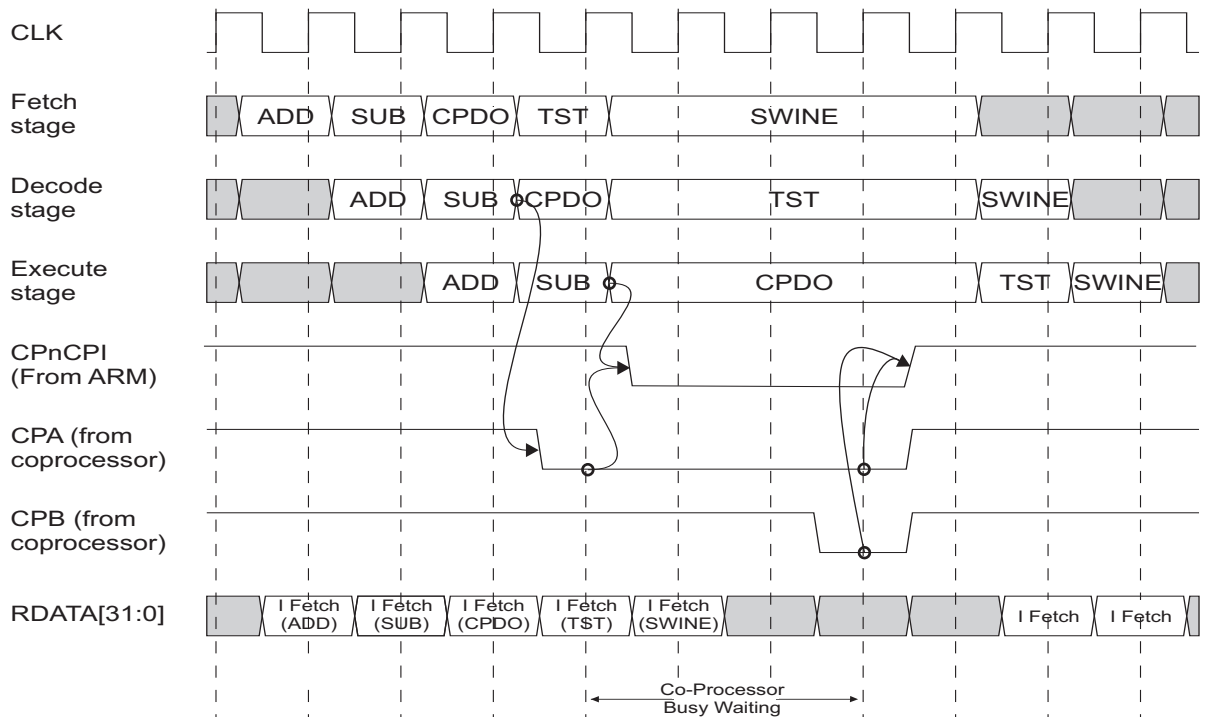 CLK
Fetch
stage
ADD SUB CPDO TST SWINE
Decode
stage
ADD SUB CPDO TST SWINE
Execute
stage
ADD SUB CPDO TST SWINE
CPnCPI
(From ARM)
CPA (from
coprocessor)
CPB (from
coprocessor)
RDATA[31:0]
I Fetch
(ADD)
I Fetch
(SUB)
I Fetch
(CPDO)
I Fetch
(TST)
I Fetch
(SWINE)
I Fetch
I Fetch
Co-Processor
Busy Waiting